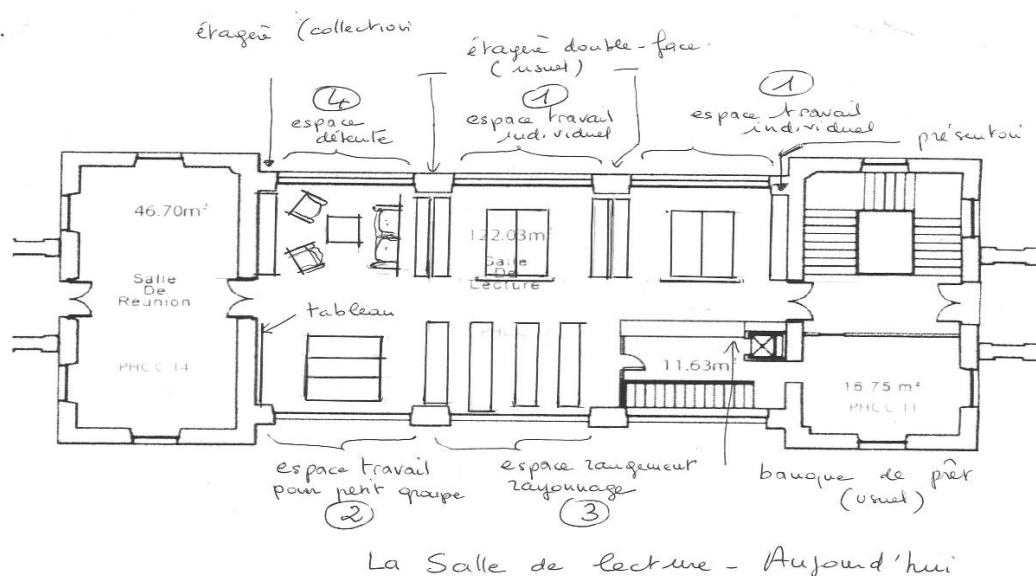 étagère (collection
étagère double-face
(usuel)
4
espace
détente
1
espace travail
individuel
1
espace travail
individuel
présentoir
46.70m²
Salle
De
Réunion
PHC C 14
122.03m²
Salle
De
Lecture
tableau
11.63m²
16.75 m²
PHC C 11
espace travail
pour petit groupe
2
espace rangement
rayonnage
3
banque de prêt
(usuel)
La Salle de lecture - Aujourd'hui